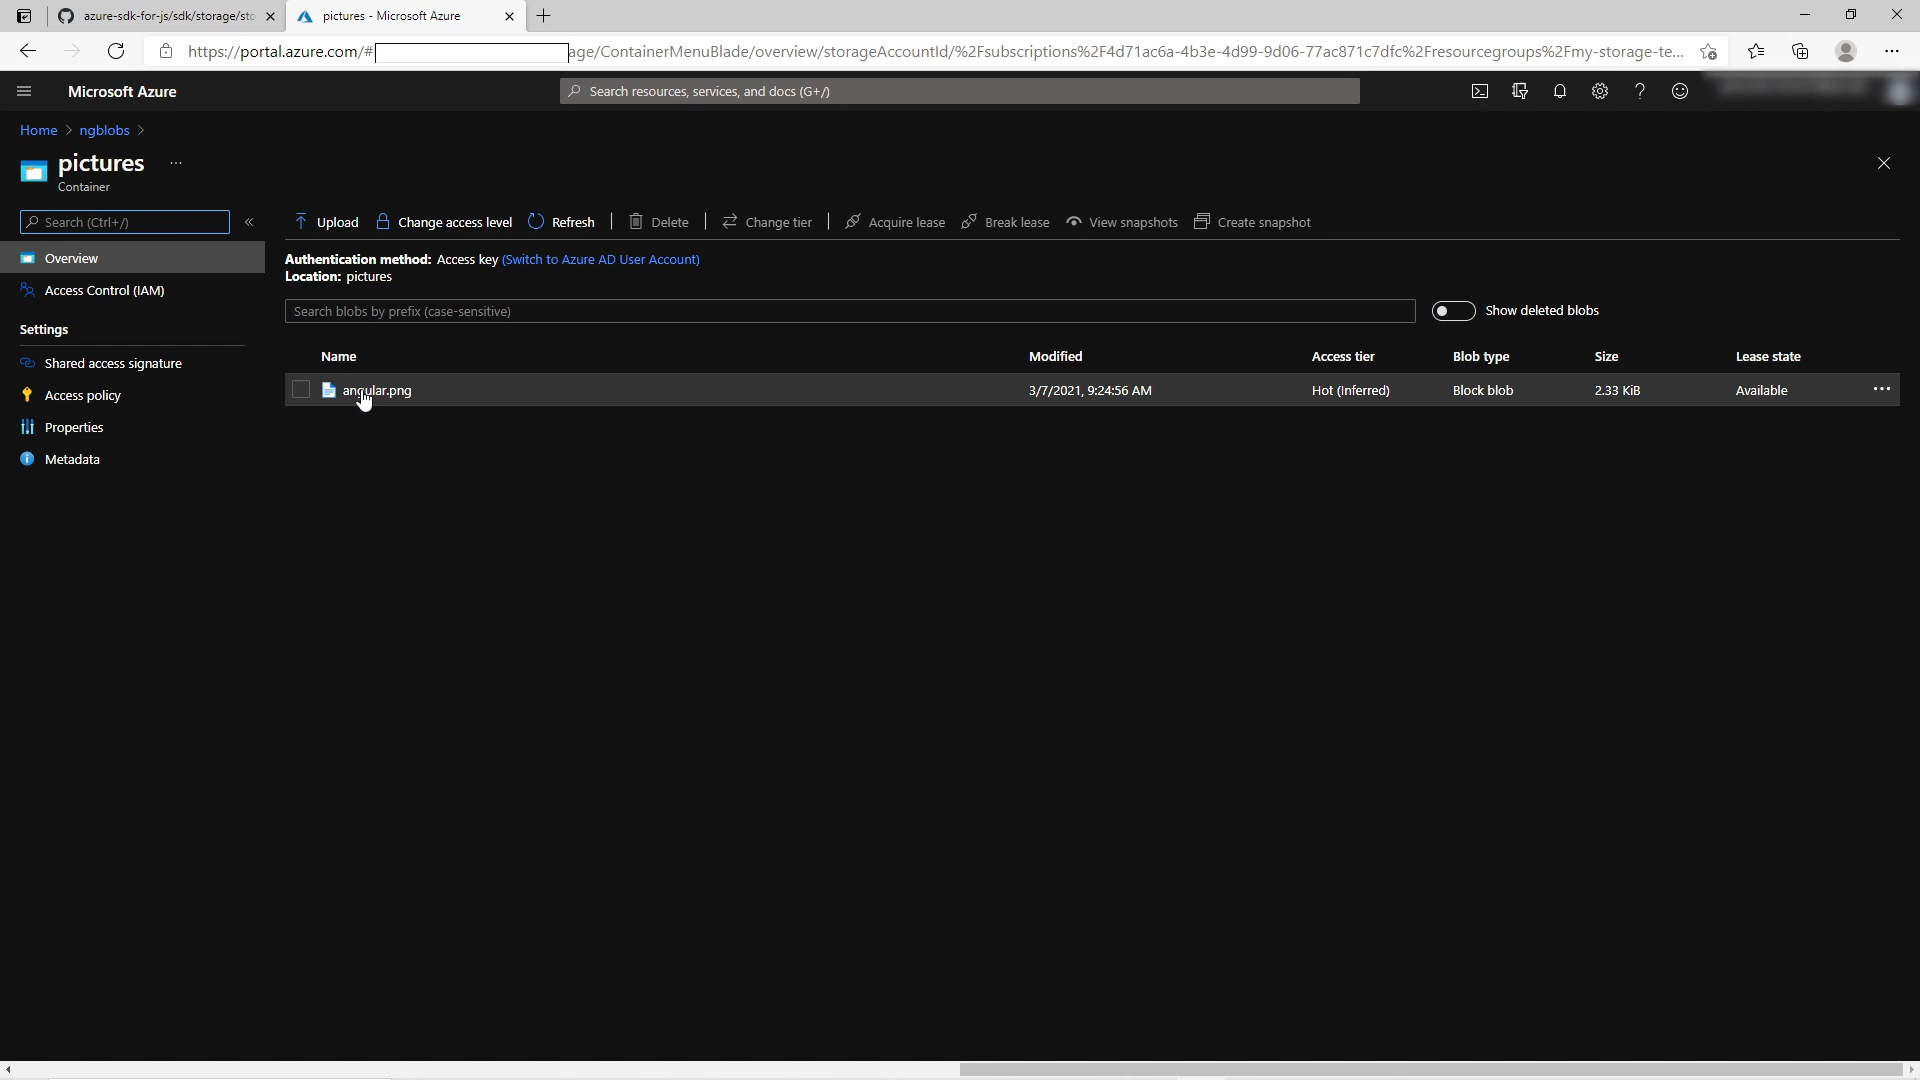 azure-sdk-for-js/sdk/storage/sto
pictures - Microsoft Azure
https://portal.azure.com/# age/ContainerMenuBlade/overview/storageAccountId/%2Fsubscriptions%2F4d71ac6a-4b3e-4d99-9d06-77ac871c7dfc%2Fresourcegroups%2Fmy-storage-te...
Microsoft Azure
Search resources, services, and docs (G+/)
Home > ngblobs >
pictures ...
Container
Search (Ctrl+/) «
Upload Change access level Refresh | Delete | Change tier | Acquire lease Break lease View snapshots Create snapshot
Overview
Access Control (IAM)
Settings
Shared access signature
Access policy
Properties
Metadata
Authentication method: Access key (Switch to Azure AD User Account)
Location: pictures
Search blobs by prefix (case-sensitive)
Show deleted blobs
Name Modified Access tier Blob type Size Lease state
angular.png 3/7/2021, 9:24:56 AM Hot (Inferred) Block blob 2.33 KiB Available ...